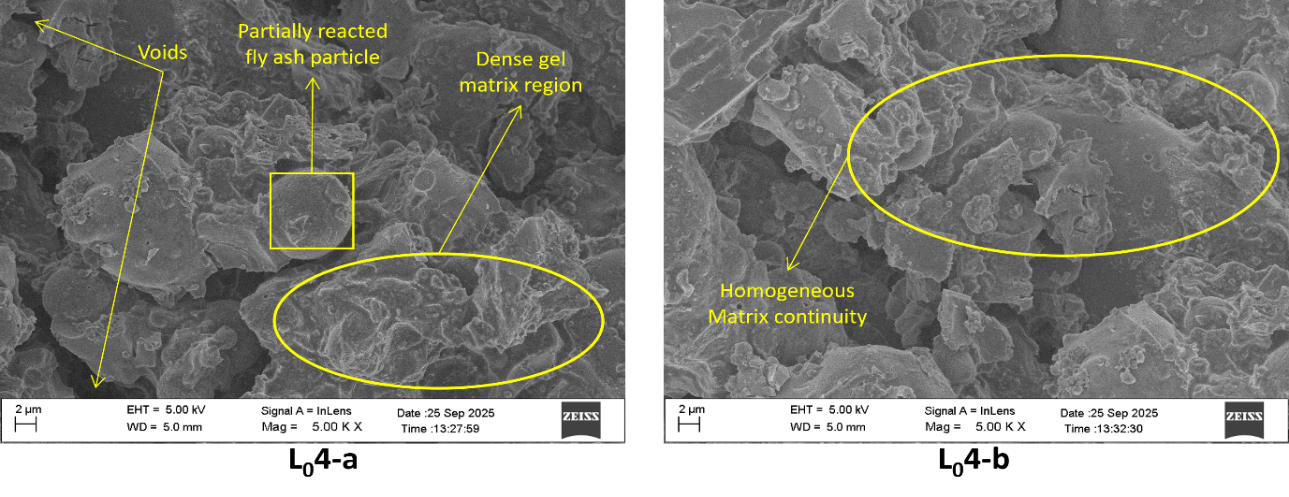 Voids
Partially reacted
fly ash particle
Dense gel
matrix region
2 μm
EHT = 5.00 kV
WD = 5.0 mm
Signal A = InLens
Mag = 5.00 K X
Date :25 Sep 2025
Time :13:27:59
ZEISS
L₀4-a
Homogeneous
Matrix continuity
2 μm
EHT = 5.00 kV
WD = 5.0 mm
Signal A = InLens
Mag = 5.00 K X
Date :25 Sep 2025
Time :13:32:30
ZEISS
L₀4-b